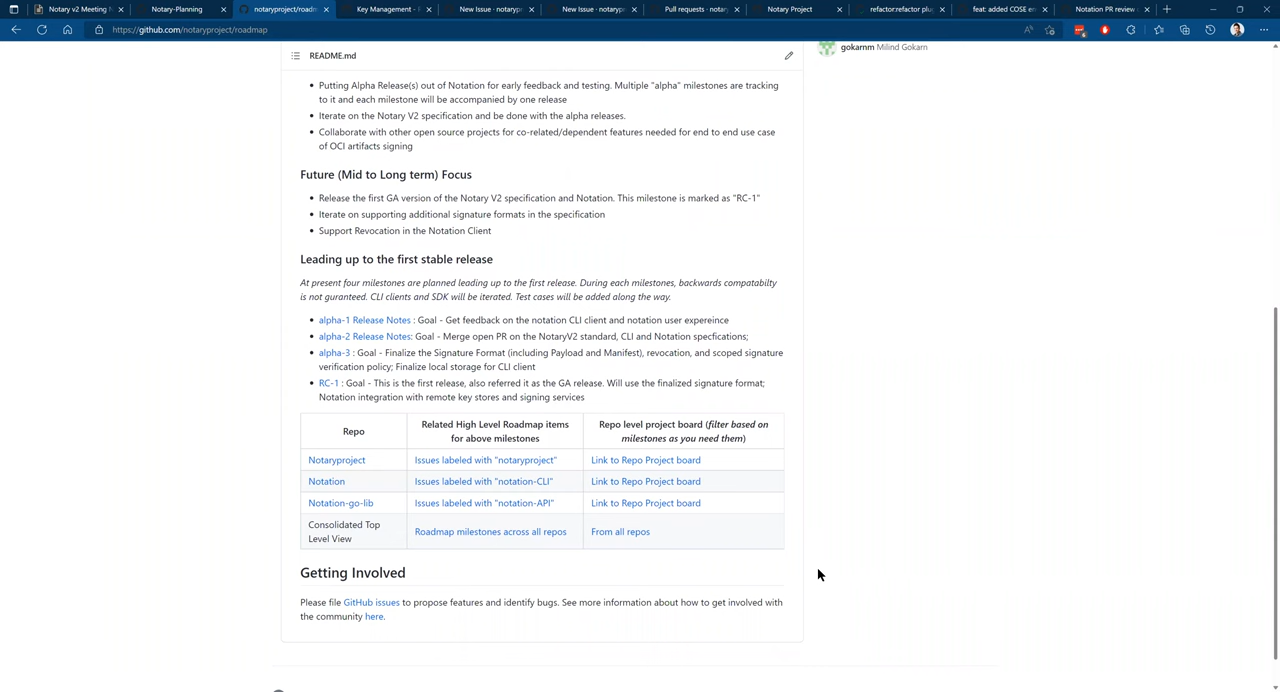 Notary v2 Meeting N
Notary-Planning
notaryproject/roadm
Key Management - 
New Issue · notaryp
New Issue · notaryp
Pull requests · notar
Notary Project
refactor:refactor plug
feat: added COSE en
Notation PR review
https://github.com/notaryproject/roadmap
README.md
gokarnm Milind Gokarn
• Putting Alpha Release(s) out of Notation for early feedback and testing. Multiple "alpha" milestones are tracking
to it and each milestone will be accompanied by one release
• Iterate on the Notary V2 specification and be done with the alpha releases.
• Collaborate with other open source projects for co-related/dependent features needed for end to end use case
of OCI artifacts signing
Future (Mid to Long term) Focus
• Release the first GA version of the Notary V2 specification and Notation. This milestone is marked as "RC-1"
• Iterate on supporting additional signature formats in the specification
• Support Revocation in the Notation Client
Leading up to the first stable release
At present four milestones are planned leading up to the first release. During each milestones, backwards compatabilty
is not guranteed. CLI clients and SDK will be iterated. Test cases will be added along the way.
• alpha-1 Release Notes : Goal - Get feedback on the notation CLI client and notation user expereince
• alpha-2 Release Notes: Goal - Merge open PR on the NotaryV2 standard, CLI and Notation specfications;
• alpha-3 : Goal - Finalize the Signature Format (including Payload and Manifest), revocation, and scoped signature
verification policy; Finalize local storage for CLI client
• RC-1 : Goal - This is the first release, also referred it as the GA release. Will use the finalized signature format;
Notation integration with remote key stores and signing services
Repo
Related High Level Roadmap items
for above milestones
Repo level project board (filter based on
milestones as you need them)
Notaryproject
Issues labeled with "notaryproject"
Link to Repo Project board
Notation
Issues labeled with "notation-CLI"
Link to Repo Project board
Notation-go-lib
Issues labeled with "notation-API"
Link to Repo Project board
Consolidated Top
Level View
Roadmap milestones across all repos
From all repos
Getting Involved
Please file GitHub issues to propose features and identify bugs. See more information about how to get involved with
the community here.